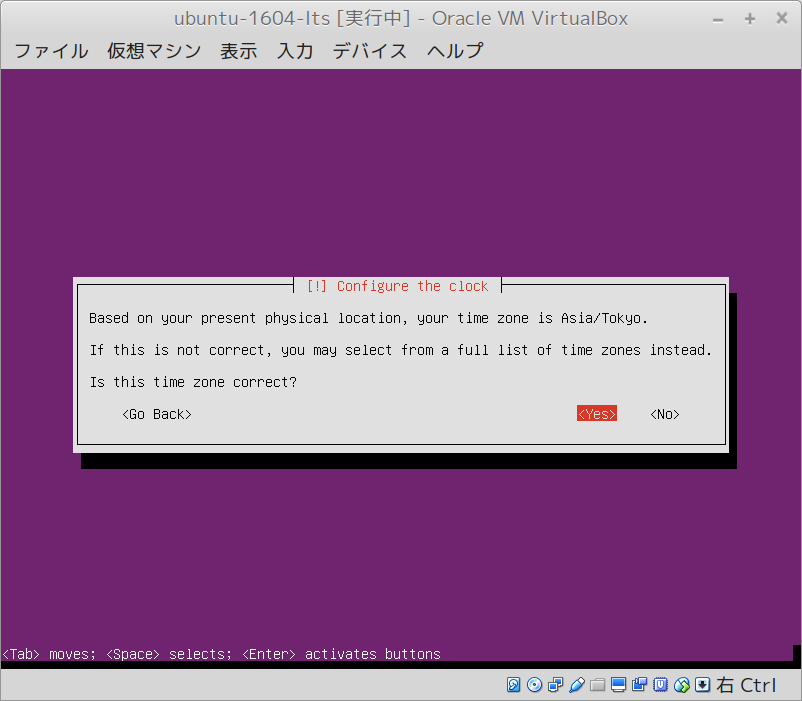 ubuntu-1604-lts [実行中] - Oracle VM VirtualBox
ファイル 仮想マシン 表示 入力 デバイス ヘルプ
[!] Configure the clock
Based on your present physical location, your time zone is Asia/Tokyo.
If this is not correct, you may select from a full list of time zones instead.
Is this time zone correct?
<Go Back> <Yes> <No>
<Tab> moves; <Space> selects; <Enter> activates buttons
右 Ctrl